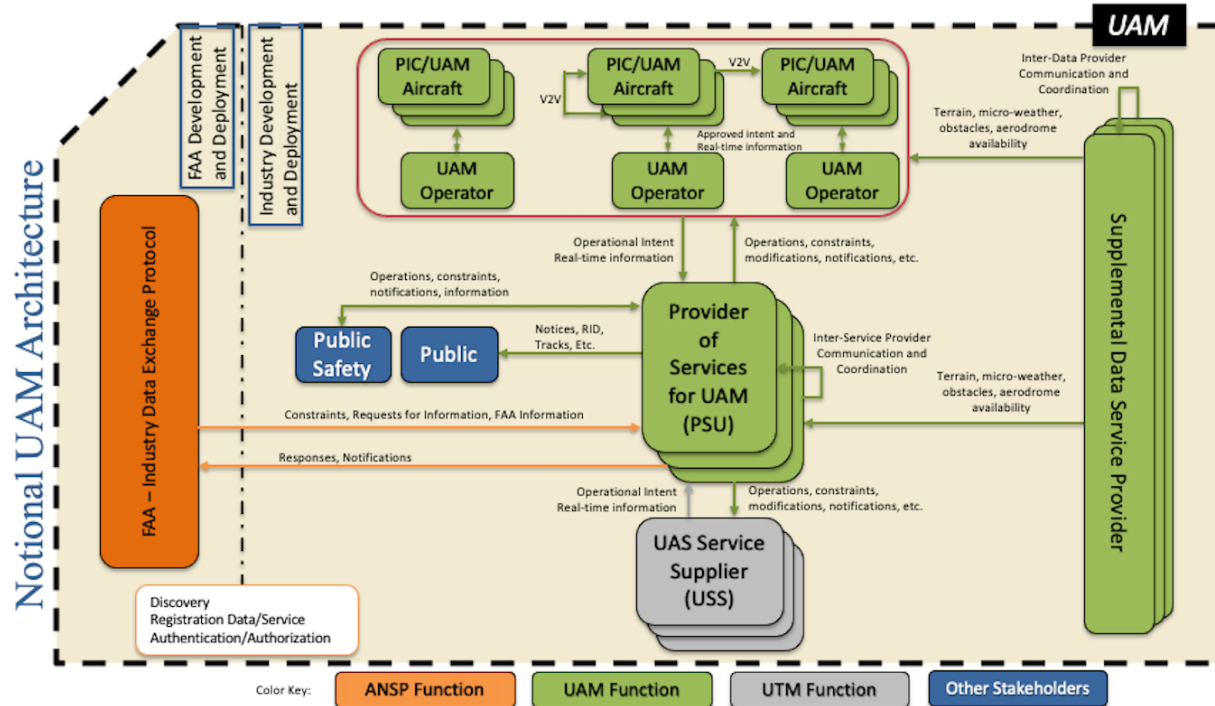 UAM
Notional UAM Architecture
FAA Development
and Deployment
Industry Development
and Deployment
PIC/UAM
Aircraft
V2V
PIC/UAM
Aircraft
V2V
PIC/UAM
Aircraft
Approved intent and
Real-time information
UAM
Operator
UAM
Operator
UAM
Operator
Inter-Data Provider
Communication and
Coordination
Terrain, micro-weather,
obstacles, aerodrome
availability
Supplemental Data Service Provider
FAA – Industry Data Exchange Protocol
Operational Intent
Real-time information
Operations, constraints,
modifications, notifications, etc.
Operations, constraints,
notifications, information
Public
Safety
Public
Notices, RID,
Tracks, Etc.
Provider
of
Services
for UAM
(PSU)
Inter-Service Provider
Communication and
Coordination
Terrain, micro-weather,
obstacles, aerodrome
availability
Constraints, Requests for Information, FAA Information
Responses, Notifications
Operational Intent
Real-time information
Operations, constraints,
modifications, notifications, etc.
UAS Service
Supplier
(USS)
Discovery
Registration Data/Service
Authentication/Authorization
Color Key:
ANSP Function
UAM Function
UTM Function
Other Stakeholders